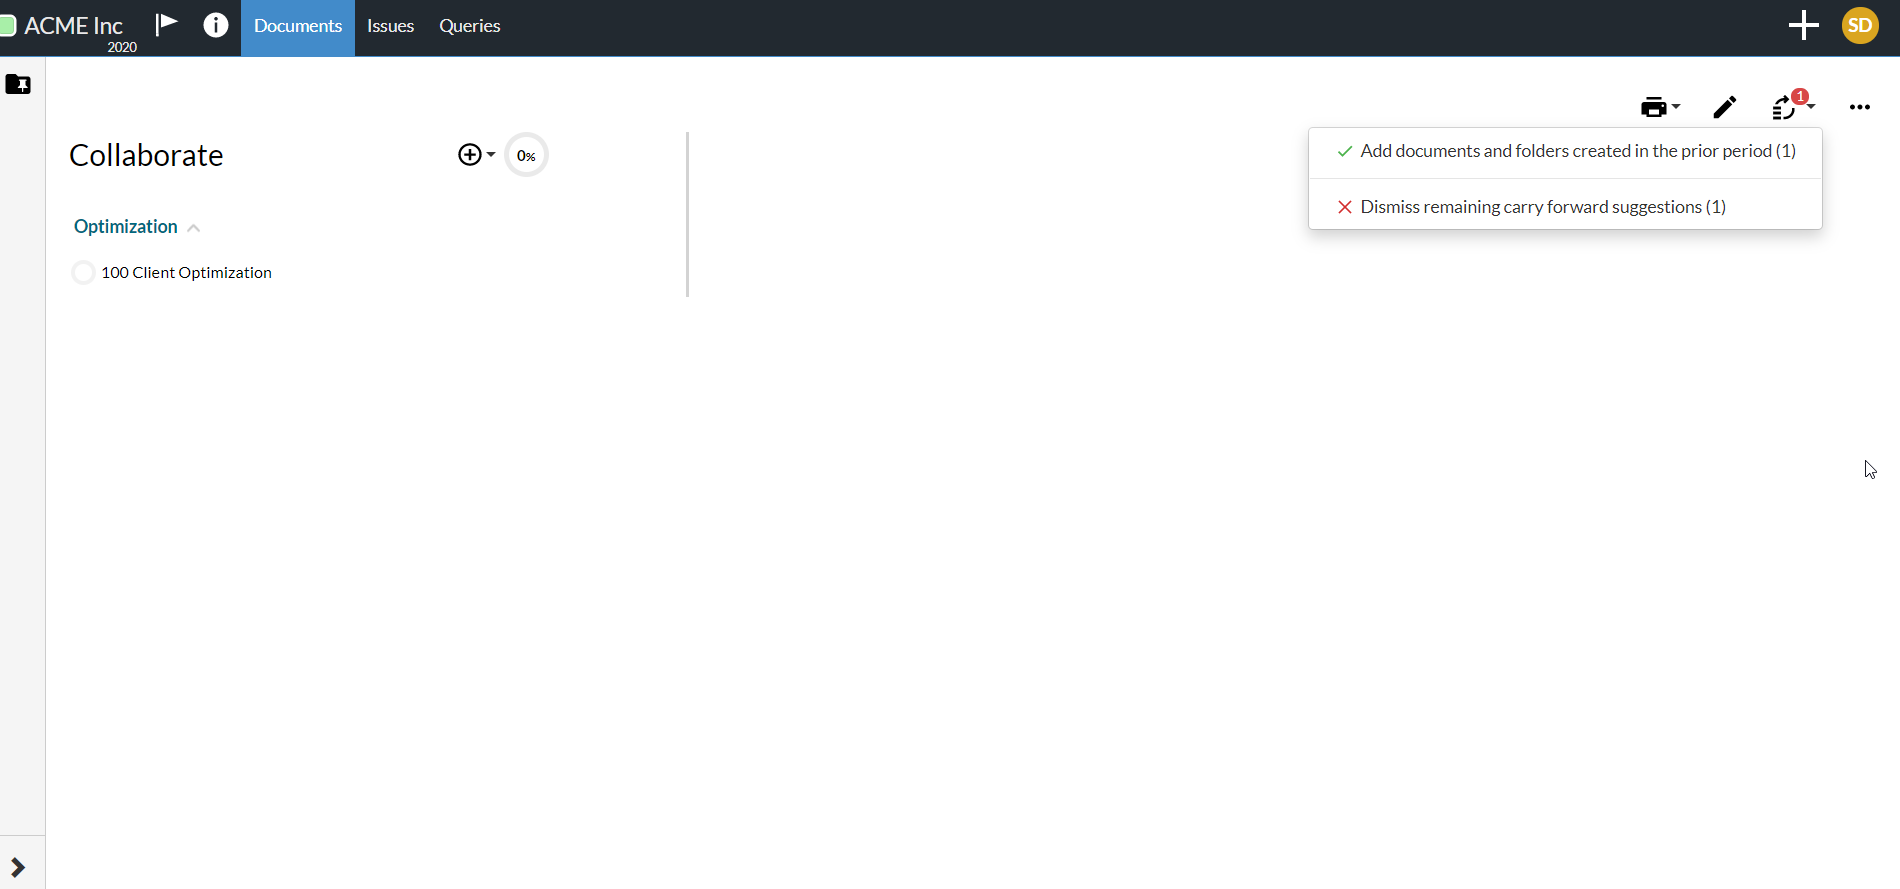 ACME Inc
2020
Documents
Issues
Queries
SD
1
Collaborate
0%
Add documents and folders created in the prior period (1)
Dismiss remaining carry forward suggestions (1)
Optimization
100 Client Optimization